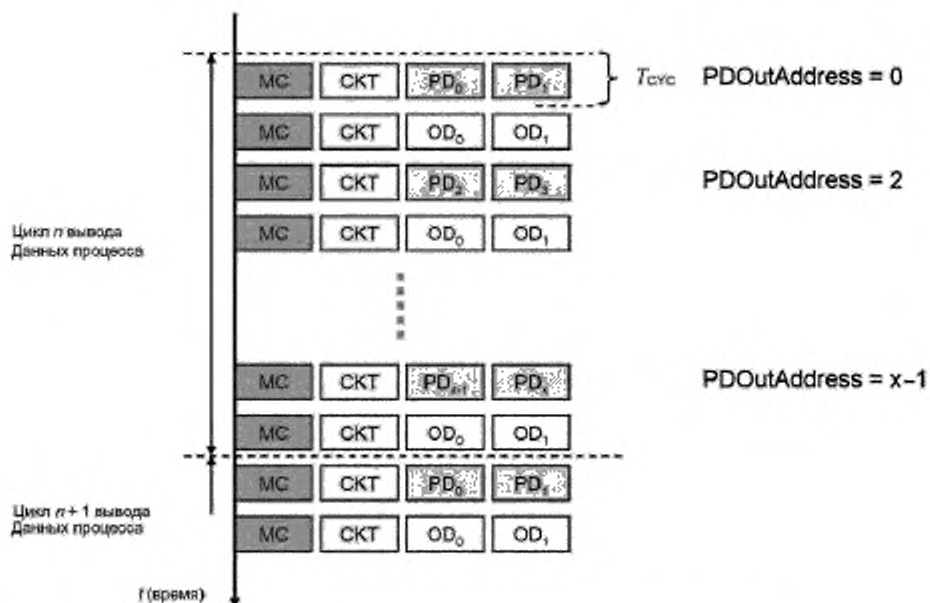 MC CKT PD₀ PD₁ Tcyc PDOutAddress = 0
MC CKT OD₀ OD₁
MC CKT PD₂ PD₃ PDOutAddress = 2
Цикл n вывода
Данных процесса
MC CKT OD₀ OD₁
MC CKT PDₓ₋₁ PDₓ PDOutAddress = x–1
MC CKT OD₀ OD₁
MC CKT PD₀ PD₁
Цикл n + 1 вывода
Данных процесса
MC CKT OD₀ OD₁
t (время)